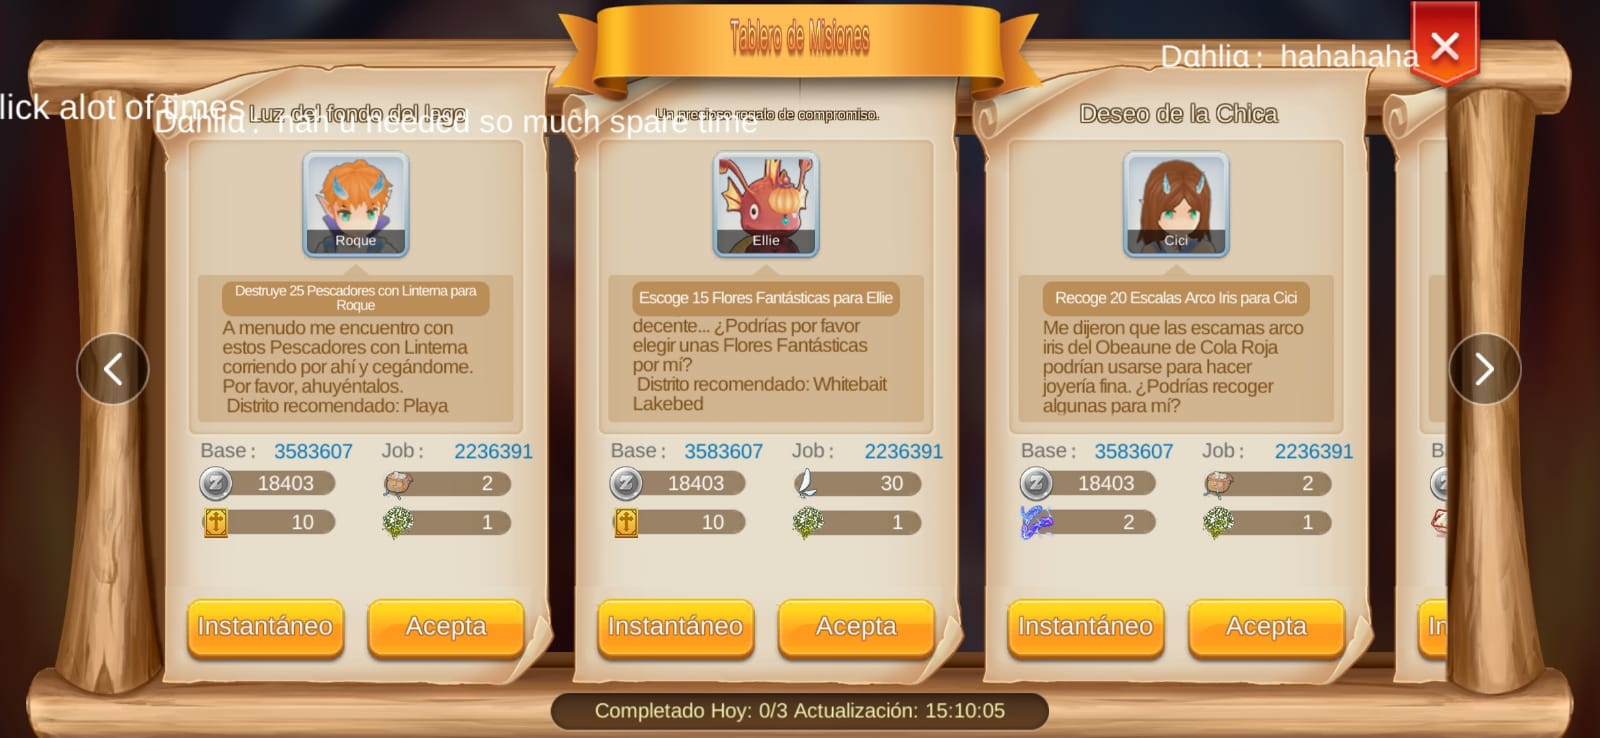 Tablero de Misiones
Dahlia: hahahaha
lick alot of times
Dahlia: nah u needed so much spare time
Luz del fondo del lago
Roque
Destruye 25 Pescadores con Linterna para
Roque
A menudo me encuentro con
estos Pescadores con Linterna
corriendo por ahí y cegándome.
Por favor, ahuyéntalos.
Distrito recomendado: Playa
Base: 3583607 Job: 2236391
18403 2
10 1
Instantáneo Acepta
Un precioso regalo de compromiso.
Ellie
Escoge 15 Flores Fantásticas para Ellie
decente... ¿Podrías por favor
elegir unas Flores Fantásticas
por mí?
Distrito recomendado: Whitebait
Lakebed
Base: 3583607 Job: 2236391
18403 30
10 1
Instantáneo Acepta
Deseo de la Chica
Cici
Recoge 20 Escalas Arco Iris para Cici
Me dijeron que las escamas arco
iris del Obeaune de Cola Roja
podrían usarse para hacer
joyería fina. ¿Podrías recoger
algunas para mí?
Base: 3583607 Job: 2236391
18403 2
2 1
Instantáneo Acepta
B
In
Completado Hoy: 0/3 Actualización: 15:10:05